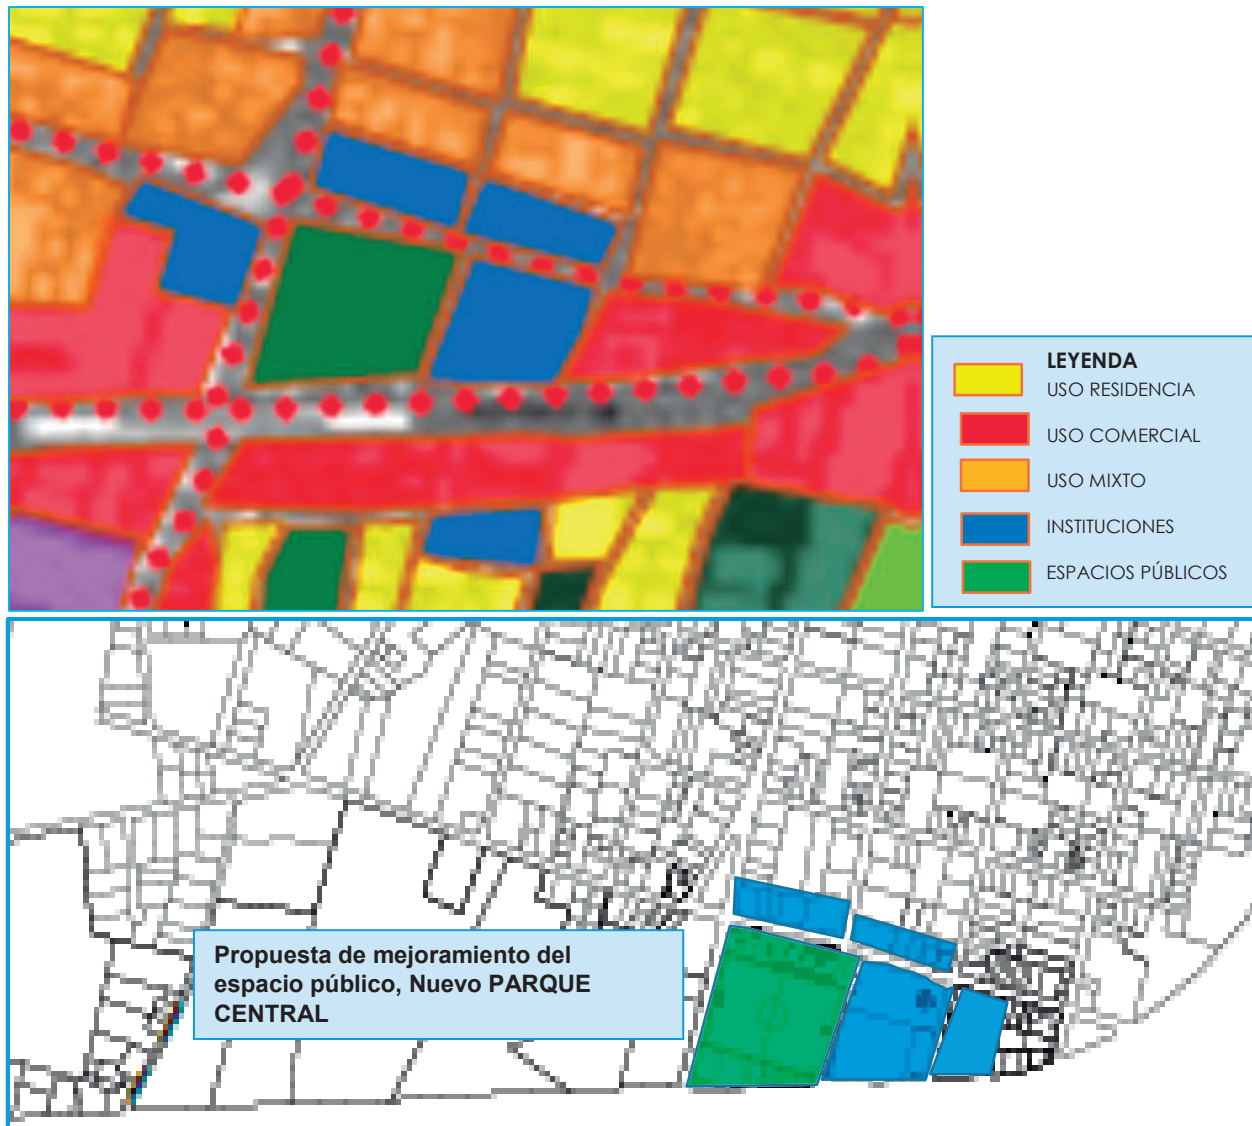 LEYENDA
USO RESIDENCIA
USO COMERCIAL
USO MIXTO
INSTITUCIONES
ESPACIOS PÚBLICOS
Propuesta de mejoramiento del
espacio público, Nuevo PARQUE
CENTRAL